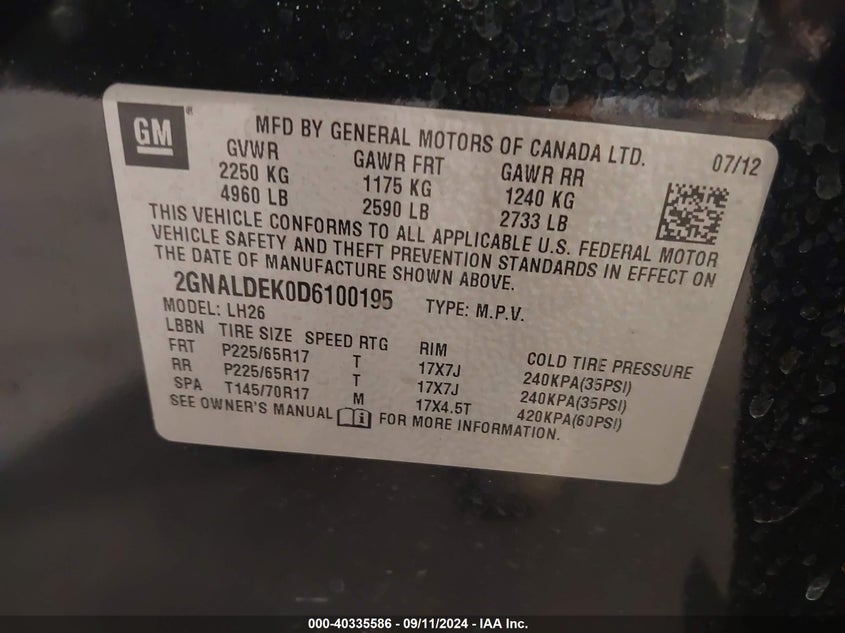 GM ®
MFD BY GENERAL MOTORS OF CANADA LTD. 07/12
GVWR GAWR FRT GAWR RR
2250 KG 1175 KG 1240 KG
4960 LB 2590 LB 2733 LB
THIS VEHICLE CONFORMS TO ALL APPLICABLE U.S. FEDERAL MOTOR
VEHICLE SAFETY AND THEFT PREVENTION STANDARDS IN EFFECT ON
THE DATE OF MANUFACTURE SHOWN ABOVE.
2GNALDEK0D6100195 TYPE: M.P.V.
MODEL: LH26
LBBN TIRE SIZE SPEED RTG RIM COLD TIRE PRESSURE
FRT P225/65R17 T 17X7J 240KPA(35PSI)
RR P225/65R17 T 17X7J 240KPA(35PSI)
SPA T145/70R17 M 17X4.5T 420KPA(60PSI)
SEE OWNER'S MANUAL FOR MORE INFORMATION.
000-40335586 - 09/11/2024 - IAA Inc.